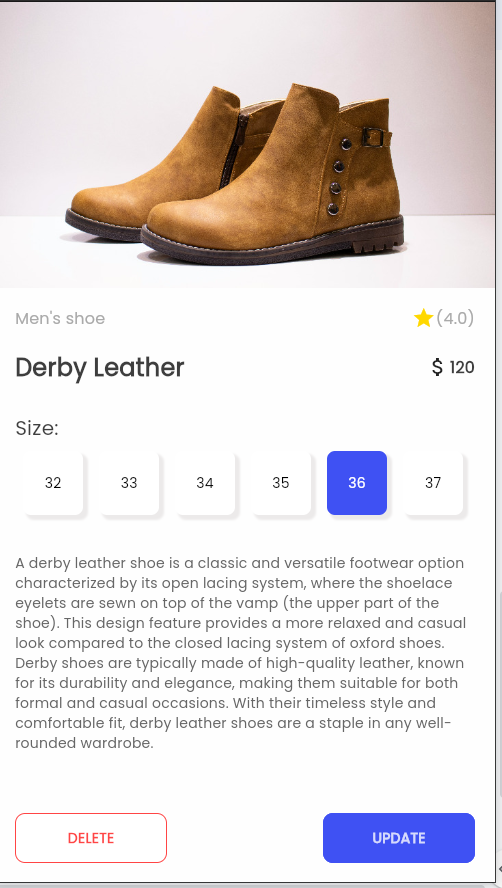 Men's shoe (4.0)
Derby Leather $ 120
Size:
32 33 34 35 36 37
A derby leather shoe is a classic and versatile footwear option
characterized by its open lacing system, where the shoelace
eyelets are sewn on top of the vamp (the upper part of the
shoe). This design feature provides a more relaxed and casual
look compared to the closed lacing system of oxford shoes.
Derby shoes are typically made of high-quality leather, known
for its durability and elegance, making them suitable for both
formal and casual occasions. With their timeless style and
comfortable fit, derby leather shoes are a staple in any well-
rounded wardrobe.
DELETE UPDATE